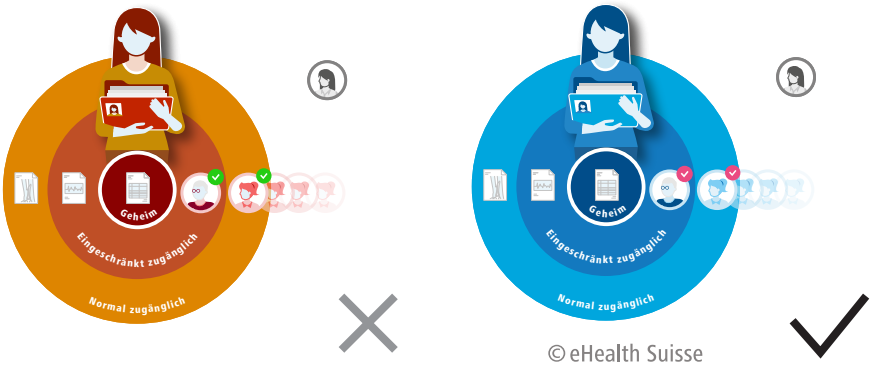 Geheim
Eingeschränkt zugänglich
Normal zugänglich
Geheim
Eingeschränkt zugänglich
Normal zugänglich
© eHealth Suisse